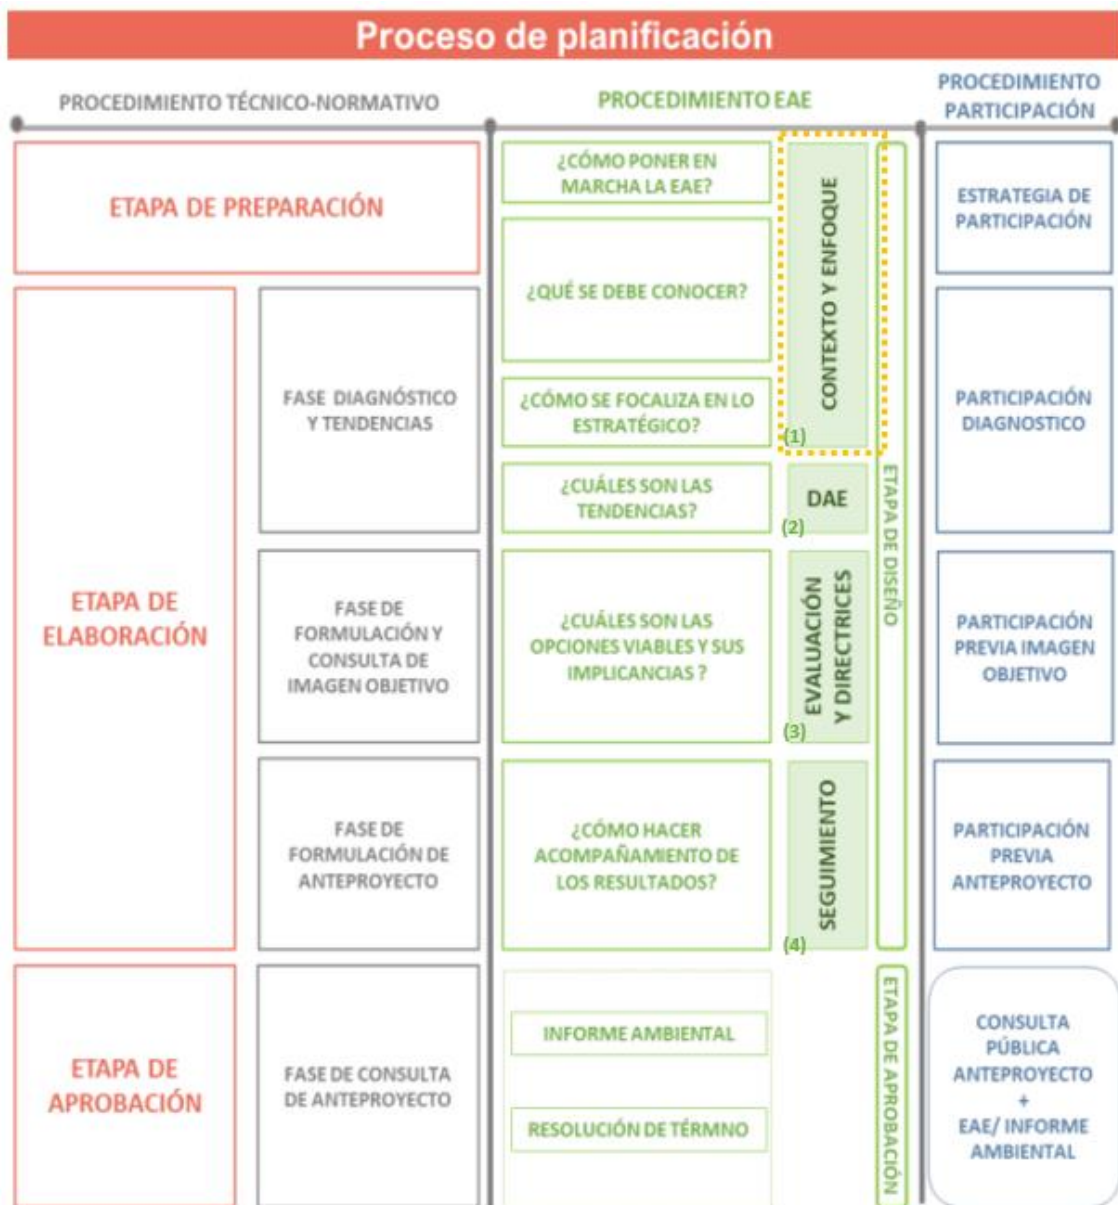 Proceso de planificación
PROCEDIMIENTO TÉCNICO-NORMATIVO
PROCEDIMIENTO EAE
PROCEDIMIENTO
PARTICIPACIÓN
ETAPA DE PREPARACIÓN
¿CÓMO PONER EN
MARCHA LA EAE?
¿QUÉ SE DEBE CONOCER?
CONTEXTO Y ENFOQUE
(1)
ESTRATEGIA DE
PARTICIPACIÓN
ETAPA DE
ELABORACIÓN
FASE DIAGNÓSTICO
Y TENDENCIAS
¿CÓMO SE FOCALIZA EN LO
ESTRATÉGICO?
¿CUÁLES SON LAS
TENDENCIAS?
DAE
(2)
ETAPA DE DISEÑO
PARTICIPACIÓN
DIAGNOSTICO
FASE DE
FORMULACIÓN Y
CONSULTA DE
IMAGEN OBJETIVO
¿CUÁLES SON LAS
OPCIONES VIABLES Y SUS
IMPLICANCIAS ?
EVALUACIÓN
Y DIRECTRICES
(3)
PARTICIPACIÓN
PREVIA IMAGEN
OBJETIVO
FASE DE
FORMULACIÓN DE
ANTEPROYECTO
¿CÓMO HACER
ACOMPAÑAMIENTO DE
LOS RESULTADOS?
SEGUIMIENTO
(4)
PARTICIPACIÓN
PREVIA
ANTEPROYECTO
ETAPA DE
APROBACIÓN
FASE DE CONSULTA
DE ANTEPROYECTO
INFORME AMBIENTAL
RESOLUCIÓN DE TÉRMNO
ETAPA DE APROBACIÓN
CONSULTA
PÚBLICA
ANTEPROYECTO
+
EAE/ INFORME
AMBIENTAL